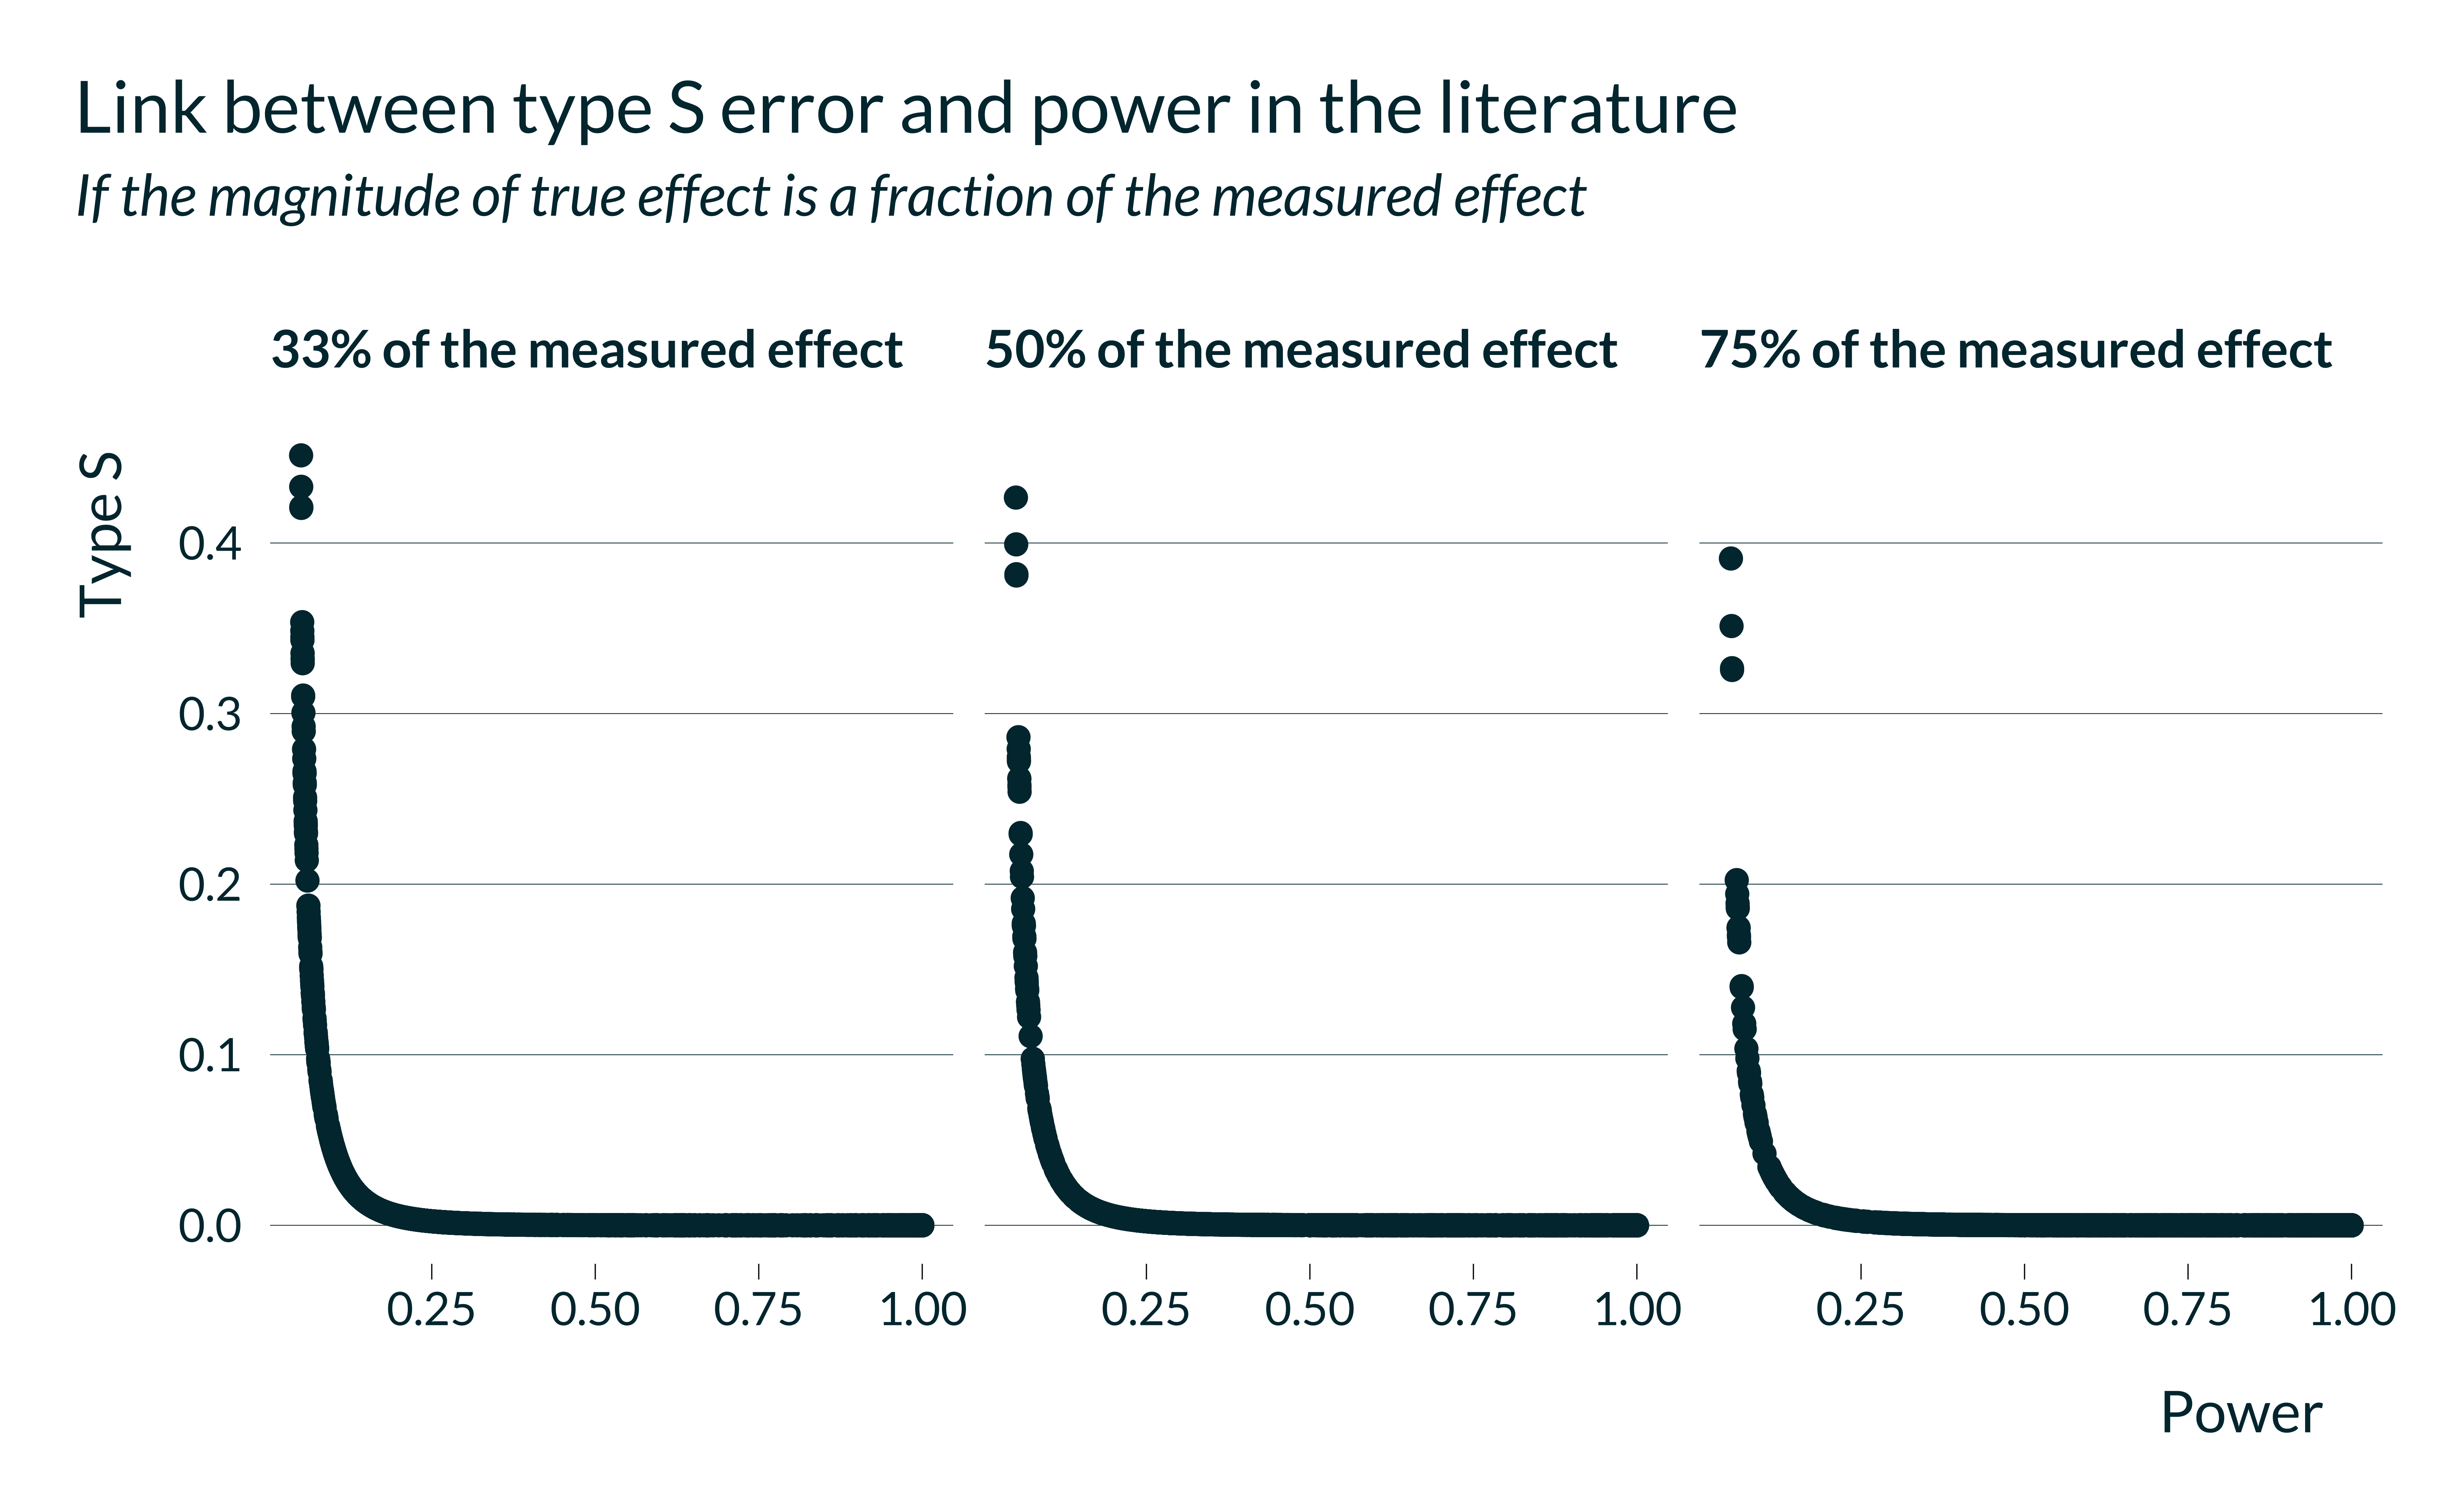 Link between type S error and power in the literature
If the magnitude of true effect is a fraction of the measured effect
33% of the measured effect 50% of the measured effect 75% of the measured effect
Type S
0.4
0.3
0.2
0.1
0.0
0.25 0.50 0.75 1.00 0.25 0.50 0.75 1.00 0.25 0.50 0.75 1.00
Power